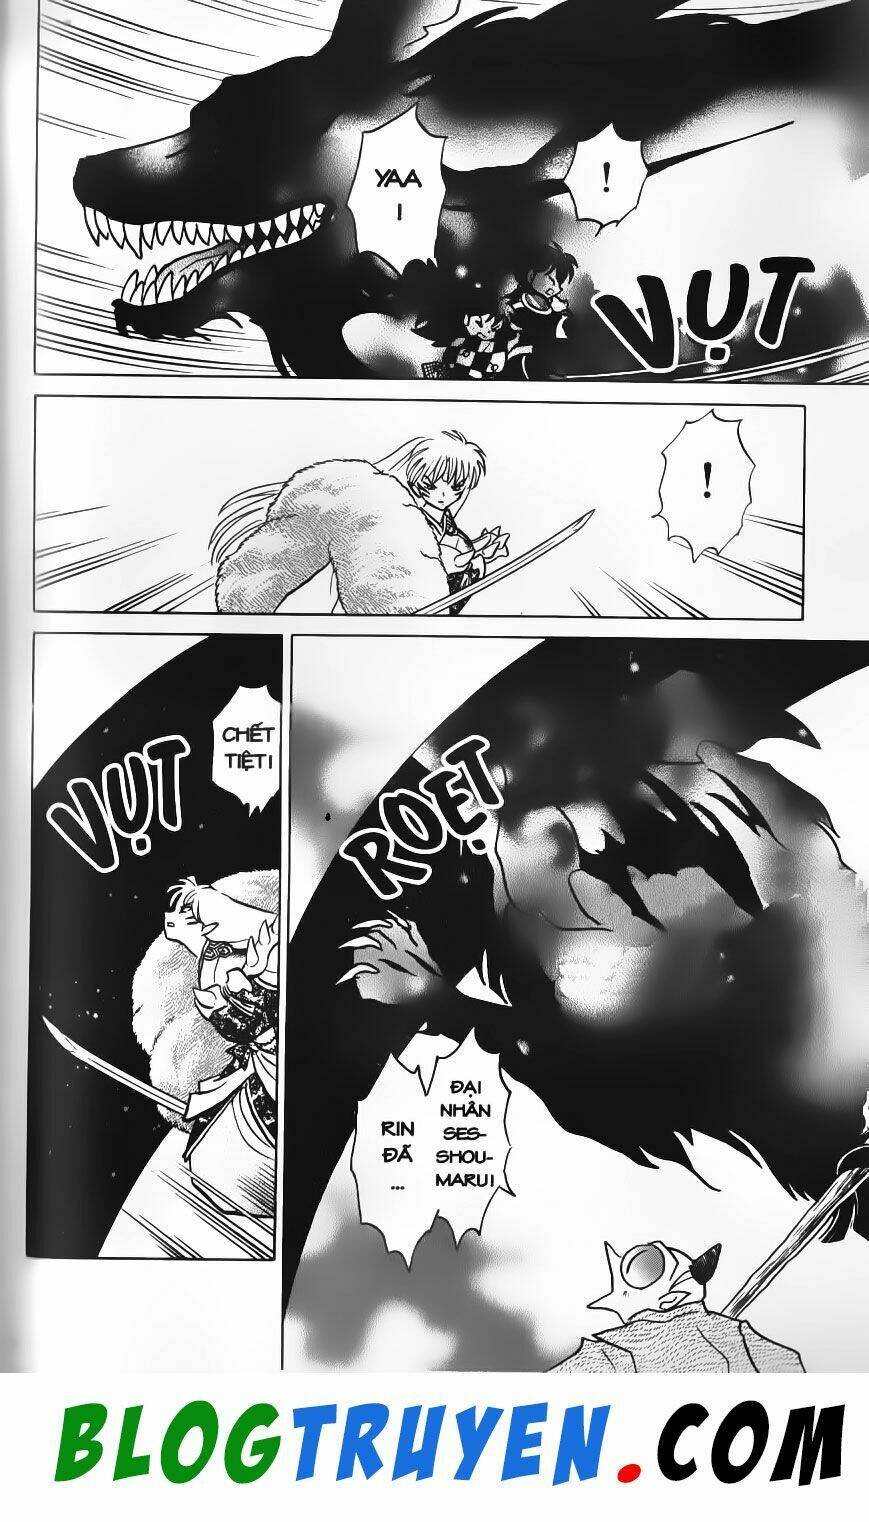 !
YAA
!
VỤT
!
ROẸT
ĐẠI
NHÂN
SES-
SHOU-
MARU!
RIN
ĐÃ
...
CHẾT
TIỆT!
VỤT
BLOGTRUYEN.COM